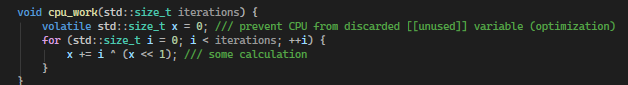 void cpu_work(std::size_t iterations) {
    volatile std::size_t x = 0; /// prevent CPU from discarded [[unused]] variable (optimization)
    for (std::size_t i = 0; i < iterations; ++i) {
        x += i ^ (x << 1); /// some calculation
    }
}